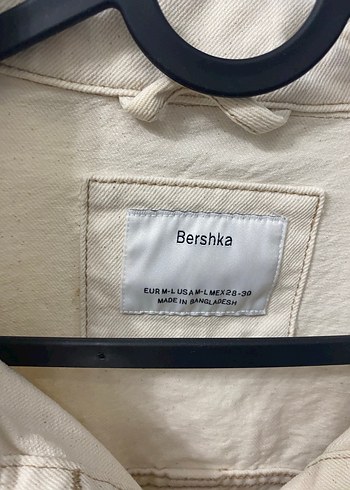 Bershka
EUR M-L USA M-L MEX 28-30
MADE IN BANGLADESH